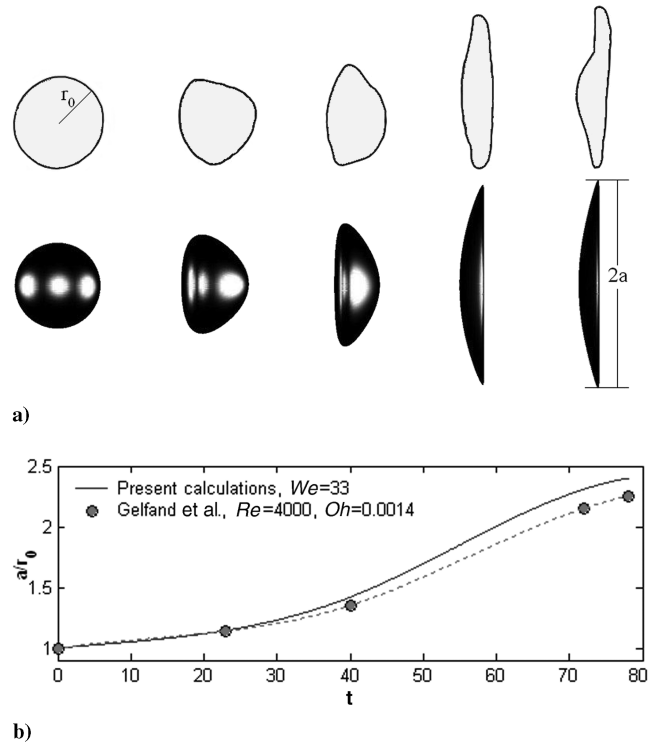 r₀
2a
a)
2.5
2
1.5
1
a/r₀
Present calculations, We=33
Gelfand et al., Re=4000, Oh=0.0014
0 10 20 30 40 50 60 70 80
t
b)